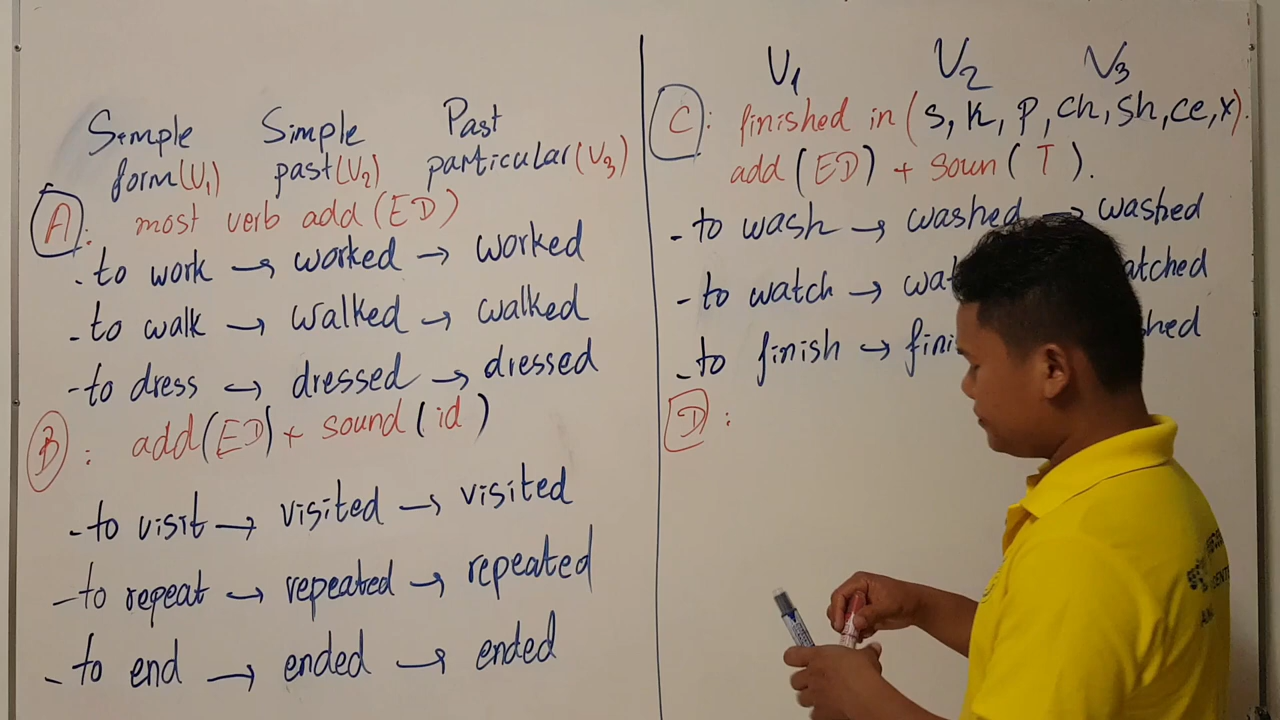 Simple Simple Past
form(V1) past(V2) particular(V3)
A: most verb add (ED)
- to work → worked → worked
- to walk → walked → walked
- to dress → dressed → dressed
B: add(ED) + sound (id)
- to visit → visited → visited
- to repeat → repeated → repeated
- to end → ended → ended
V1 V2 V3
C: finished in (s, k, p, ch, sh, ce, x).
add (ED) + soun (T).
- to wash → washed → washed
- to watch → wat atched
- to finish → fini shed
D: